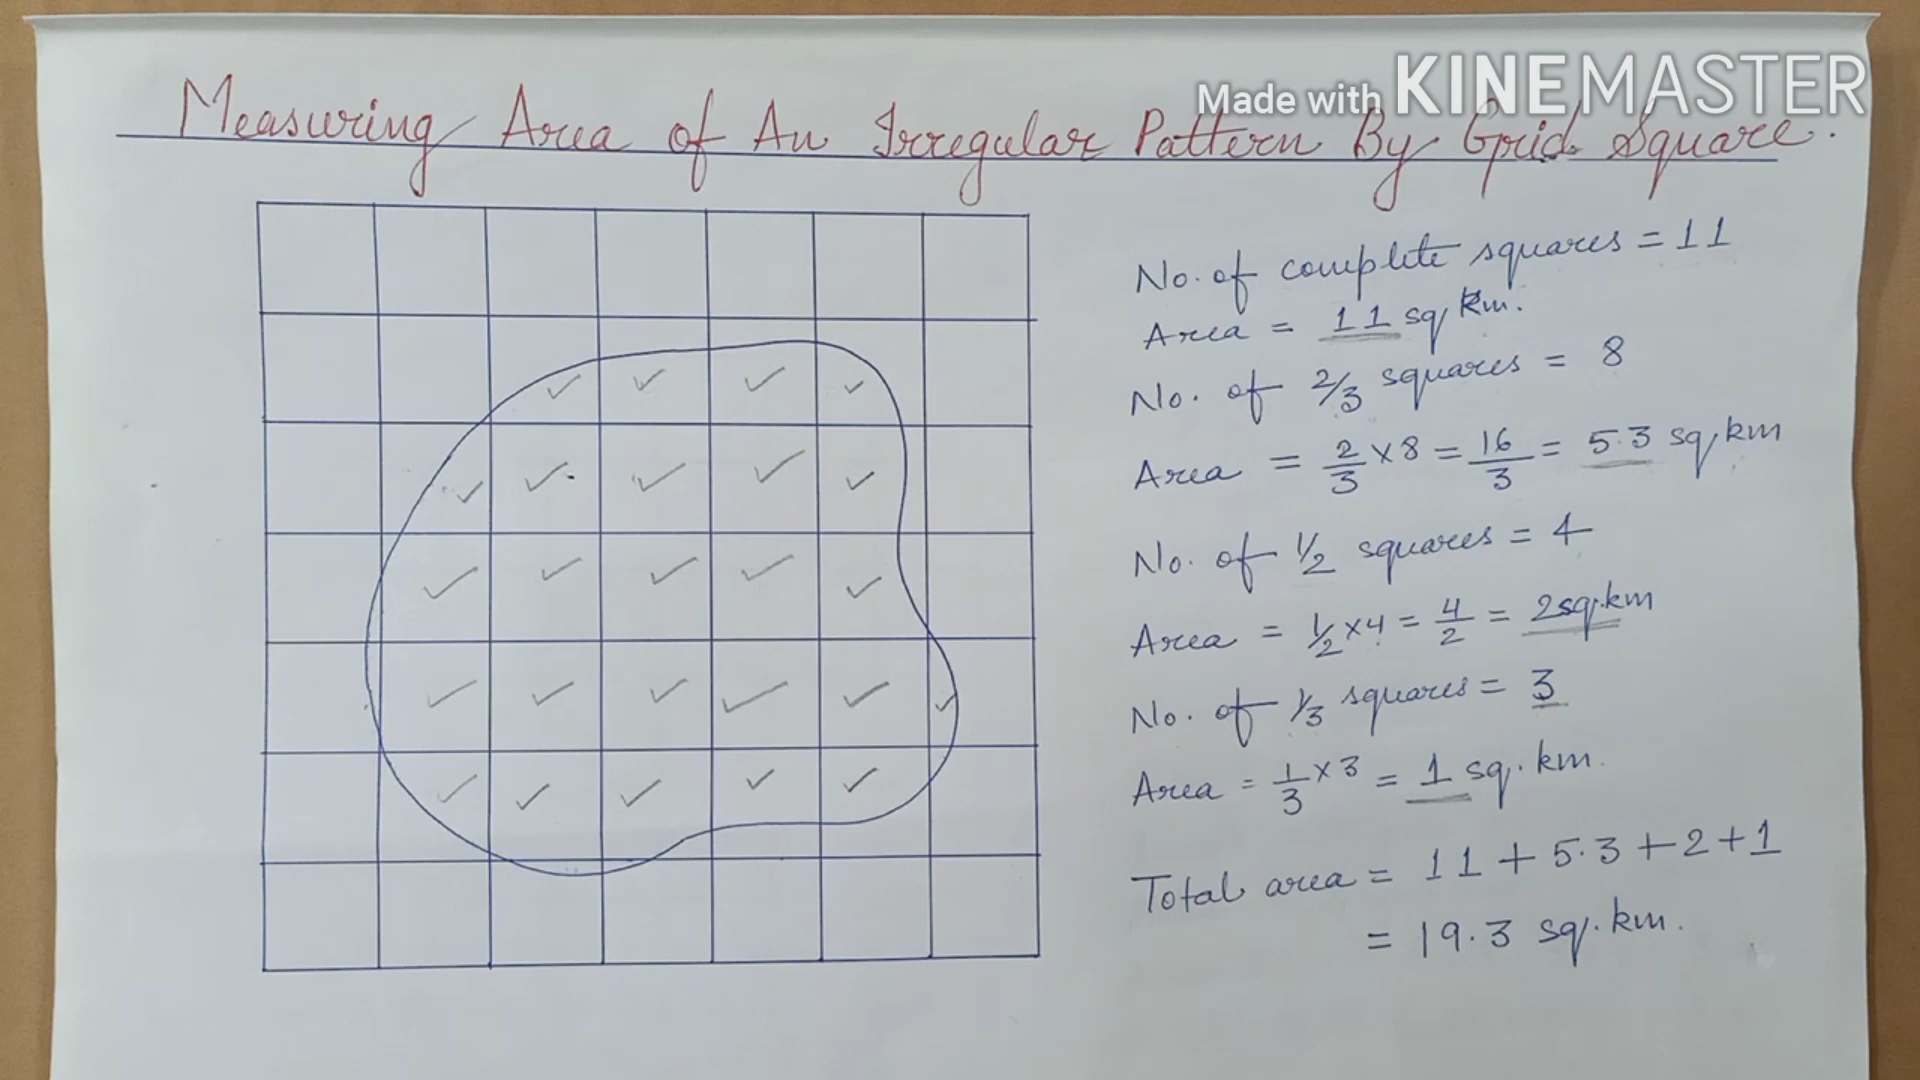 Made with KINEMASTER
Measuring Area of An Irregular Pattern By Grid Square.
No. of complete squares = 11
Area = 11 sq km.
No. of 2/3 squares = 8
Area = 2/3 × 8 = 16/3 = 5.3 sq km
No. of 1/2 squares = 4
Area = 1/2 × 4 = 4/2 = 2 sq. km
No. of 1/3 squares = 3
Area = 1/3 × 3 = 1 sq. km.
Total area = 11 + 5.3 + 2 + 1
= 19.3 sq. km.